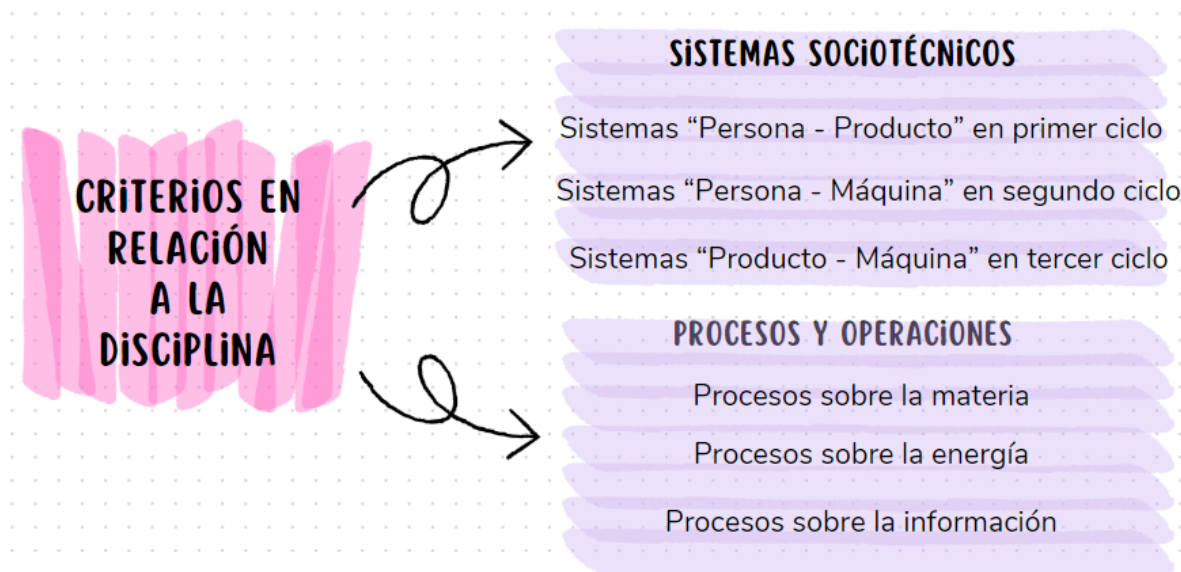 CRITERIOS EN
RELACIÓN
A LA
DISCIPLINA
SISTEMAS SOCIOTÉCNICOS
Sistemas “Persona - Producto” en primer ciclo
Sistemas “Persona - Máquina” en segundo ciclo
Sistemas “Producto - Máquina” en tercer ciclo
PROCESOS Y OPERACIONES
Procesos sobre la materia
Procesos sobre la energía
Procesos sobre la información